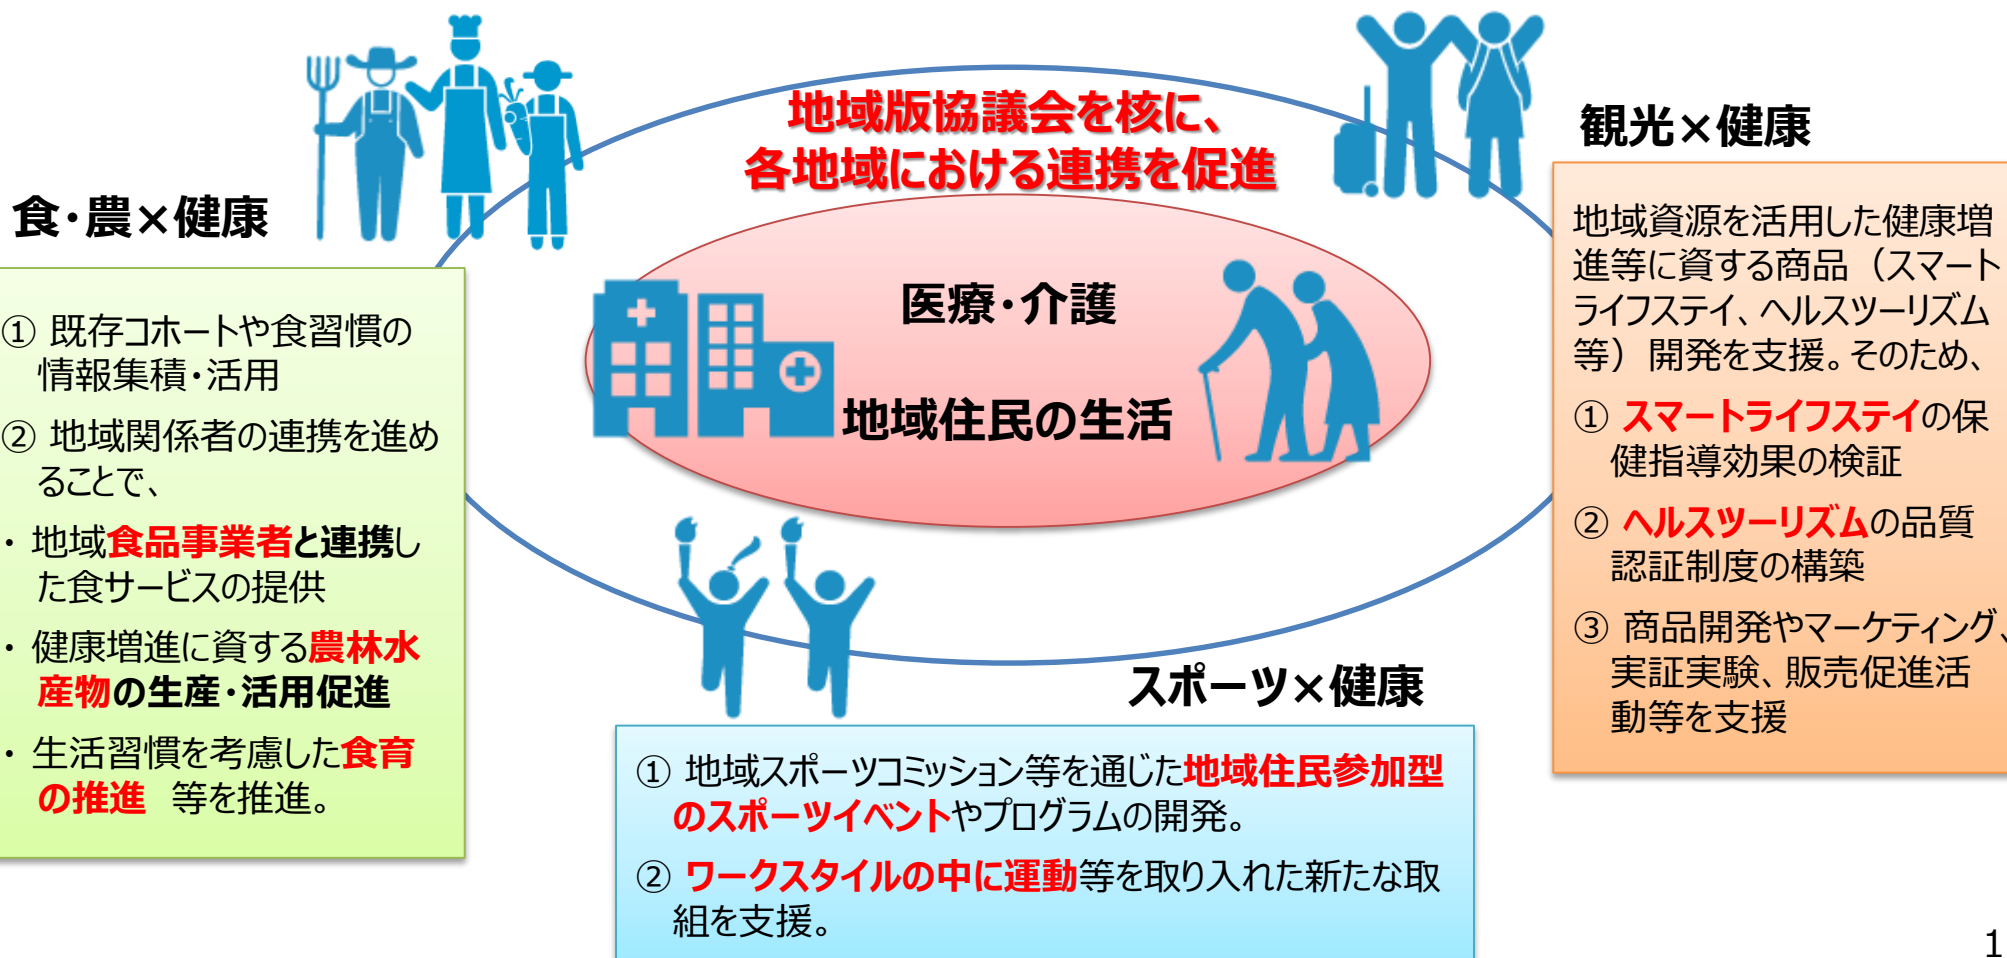 地域版協議会を核に、
各地域における連携を促進
医療・介護
地域住民の生活
食・農×健康
① 既存コホートや食習慣の
情報集積・活用
② 地域関係者の連携を進め
ることで、
・ 地域食品事業者と連携し
た食サービスの提供
・ 健康増進に資する農林水
産物の生産・活用促進
・ 生活習慣を考慮した食育
の推進　等を推進。
観光×健康
地域資源を活用した健康増
進等に資する商品（スマート
ライフステイ、ヘルスツーリズム
等）開発を支援。そのため、
① スマートライフステイの保
健指導効果の検証
② ヘルスツーリズムの品質
認証制度の構築
③ 商品開発やマーケティング、
実証実験、販売促進活
動等を支援
スポーツ×健康
① 地域スポーツコミッション等を通じた地域住民参加型
のスポーツイベントやプログラムの開発。
② ワークスタイルの中に運動等を取り入れた新たな取
組を支援。
1